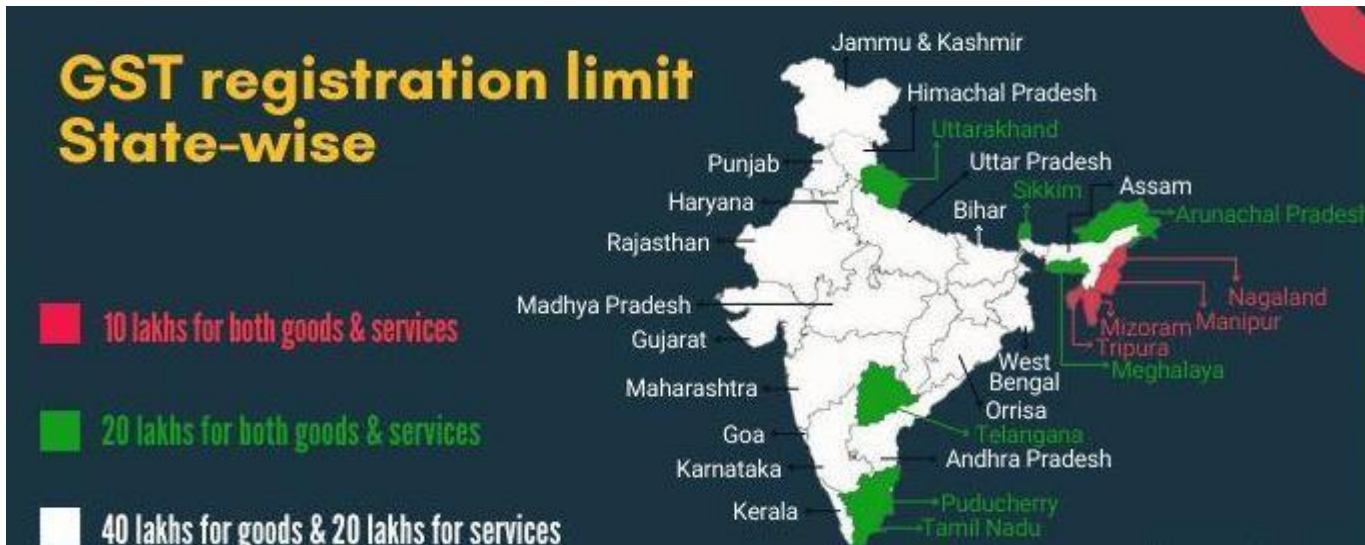 GST registration limit
State-wise
10 lakhs for both goods & services
20 lakhs for both goods & services
40 lakhs for goods & 20 lakhs for services
Jammu & Kashmir
Himachal Pradesh
Uttarakhand
Punjab
Uttar Pradesh
Sikkim
Assam
Haryana
Bihar
Arunachal Pradesh
Rajasthan
Madhya Pradesh
Nagaland
Mizoram
Manipur
Gujarat
Tripura
West
Bengal
Meghalaya
Maharashtra
Orrisa
Goa
Telangana
Karnataka
Andhra Pradesh
Kerala
Puducherry
Tamil Nadu